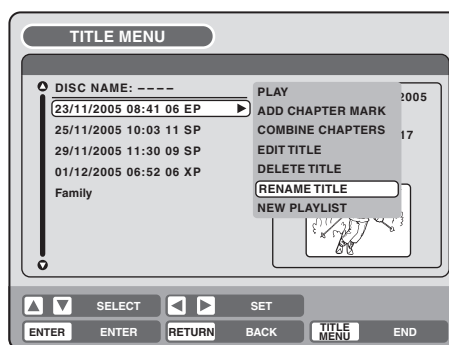 TITLE MENU
DISC NAME: ----
23/11/2005 08:41 06 EP
25/11/2005 10:03 11 SP
29/11/2005 11:30 09 SP
01/12/2005 06:52 06 XP
Family
PLAY
ADD CHAPTER MARK
COMBINE CHAPTERS
EDIT TITLE
DELETE TITLE
RENAME TITLE
NEW PLAYLIST
2005
17
SELECT SET
ENTER ENTER RETURN BACK TITLE MENU END